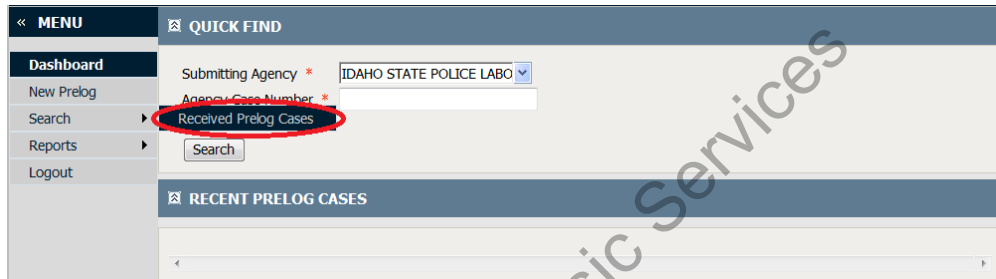 « MENU
QUICK FIND
Dashboard
Submitting Agency * IDAHO STATE POLICE LABO
New Prelog
Agency Case Number *
Search
Received Prelog Cases
Reports
Search
Logout
RECENT PRELOG CASES
ic Services